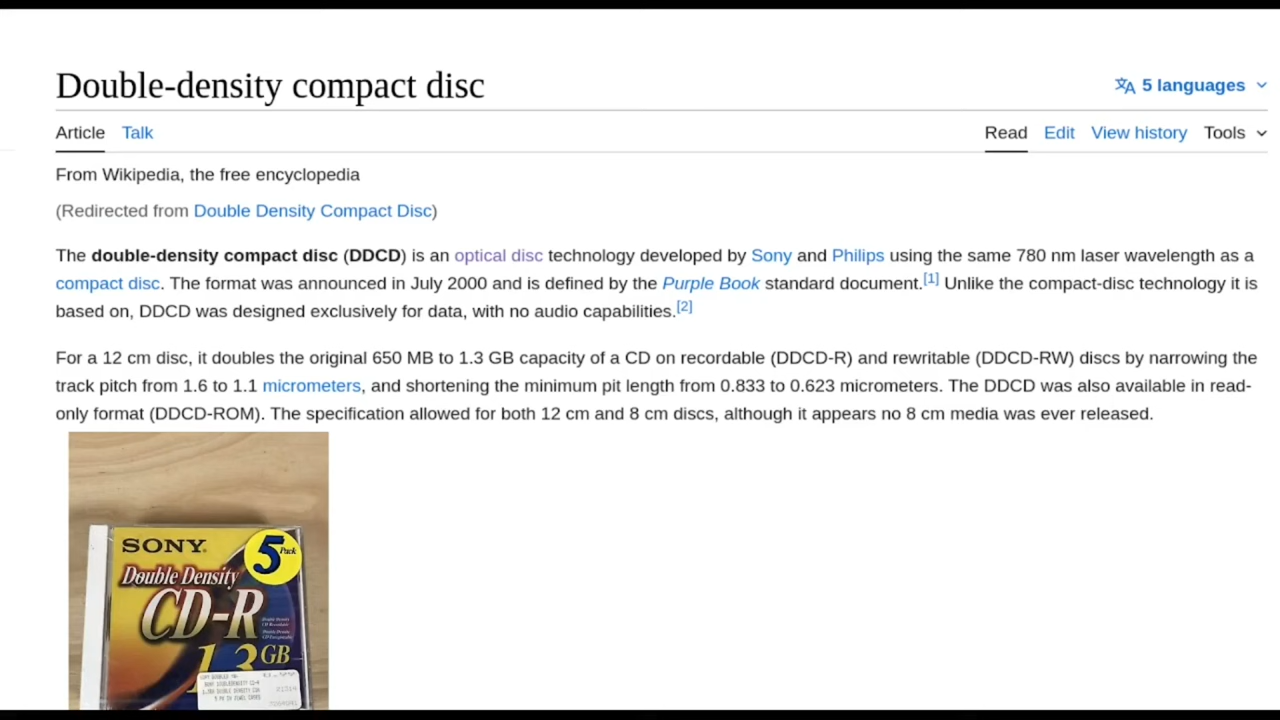 Double-density compact disc
5 languages
Article Talk Read Edit View history Tools
From Wikipedia, the free encyclopedia
(Redirected from Double Density Compact Disc)
The double-density compact disc (DDCD) is an optical disc technology developed by Sony and Philips using the same 780 nm laser wavelength as a
compact disc. The format was announced in July 2000 and is defined by the Purple Book standard document.[1] Unlike the compact-disc technology it is
based on, DDCD was designed exclusively for data, with no audio capabilities.[2]
For a 12 cm disc, it doubles the original 650 MB to 1.3 GB capacity of a CD on recordable (DDCD-R) and rewritable (DDCD-RW) discs by narrowing the
track pitch from 1.6 to 1.1 micrometers, and shortening the minimum pit length from 0.833 to 0.623 micrometers. The DDCD was also available in read-
only format (DDCD-ROM). The specification allowed for both 12 cm and 8 cm discs, although it appears no 8 cm media was ever released.
SONY
5 Pack
Double Density
CD-R
1.3 GB